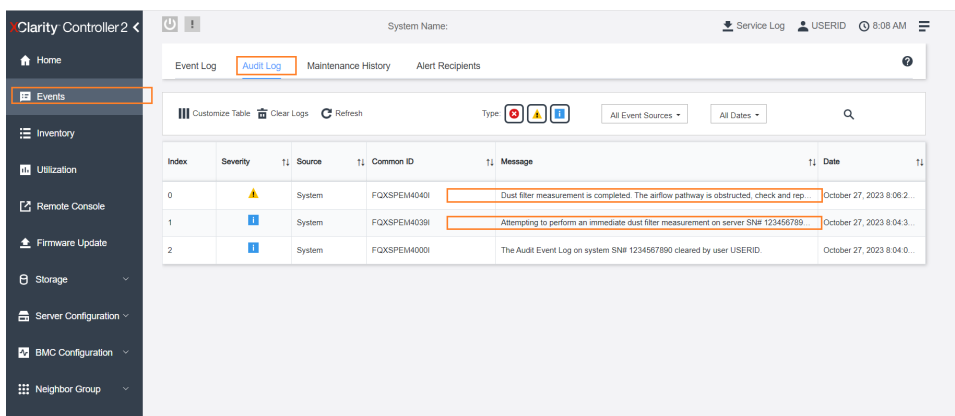 XClarity Controller 2
System Name:
Service Log
USERID
8:08 AM
Home
Events
Inventory
Utilization
Remote Console
Firmware Update
Storage
Server Configuration
BMC Configuration
Neighbor Group
Event Log
Audit Log
Maintenance History
Alert Recipients
Customize Table
Clear Logs
Refresh
Type:
All Event Sources
All Dates
Index Severity Source Common ID Message Date
0 System FQXSPEM4040I Dust filter measurement is completed. The airflow pathway is obstructed, check and rep... October 27, 2023 8:06:2...
1 System FQXSPEM4039I Attempting to perform an immediate dust filter measurement on server SN# 123456789... October 27, 2023 8:04:3...
2 System FQXSPEM4000I The Audit Event Log on system SN# 1234567890 cleared by user USERID. October 27, 2023 8:04:0...